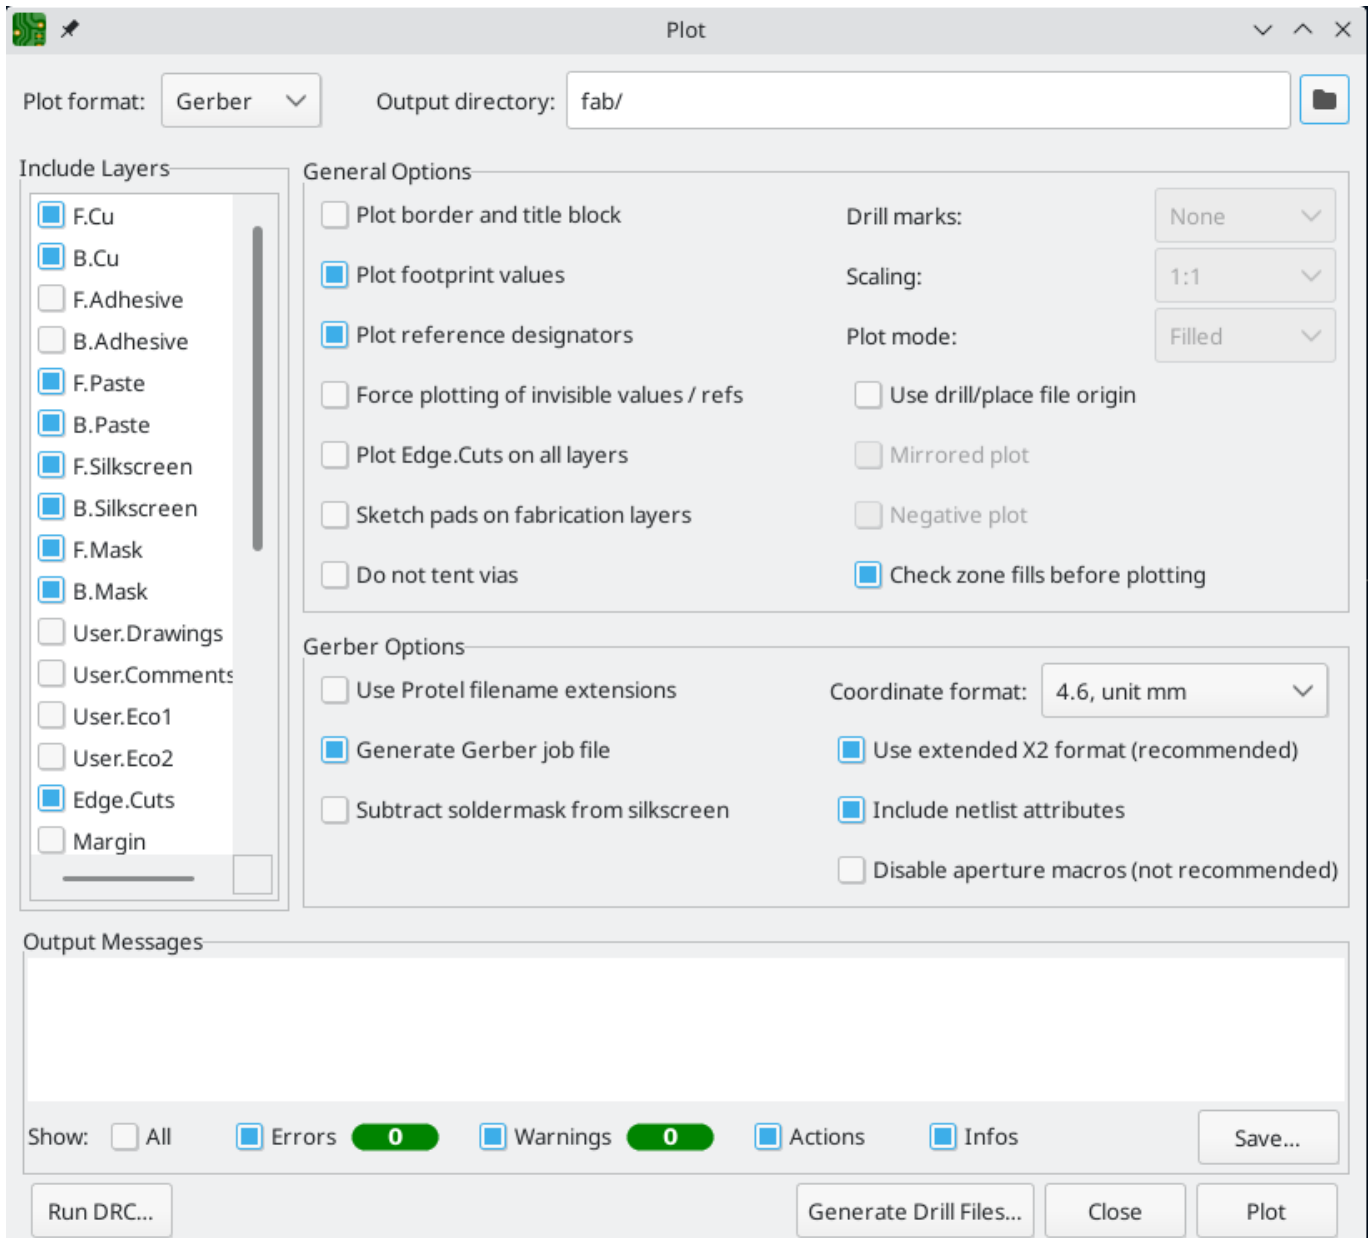 Plot
Plot format: Gerber Output directory: fab/
Include Layers
F.Cu
B.Cu
F.Adhesive
B.Adhesive
F.Paste
B.Paste
F.Silkscreen
B.Silkscreen
F.Mask
B.Mask
User.Drawings
User.Comments
User.Eco1
User.Eco2
Edge.Cuts
Margin
General Options
Plot border and title block
Plot footprint values
Plot reference designators
Force plotting of invisible values / refs
Plot Edge.Cuts on all layers
Sketch pads on fabrication layers
Do not tent vias
Drill marks: None
Scaling: 1:1
Plot mode: Filled
Use drill/place file origin
Mirrored plot
Negative plot
Check zone fills before plotting
Gerber Options
Use Protel filename extensions
Generate Gerber job file
Subtract soldermask from silkscreen
Coordinate format: 4.6, unit mm
Use extended X2 format (recommended)
Include netlist attributes
Disable aperture macros (not recommended)
Output Messages
Show: All Errors 0 Warnings 0 Actions Infos Save...
Run DRC... Generate Drill Files... Close Plot